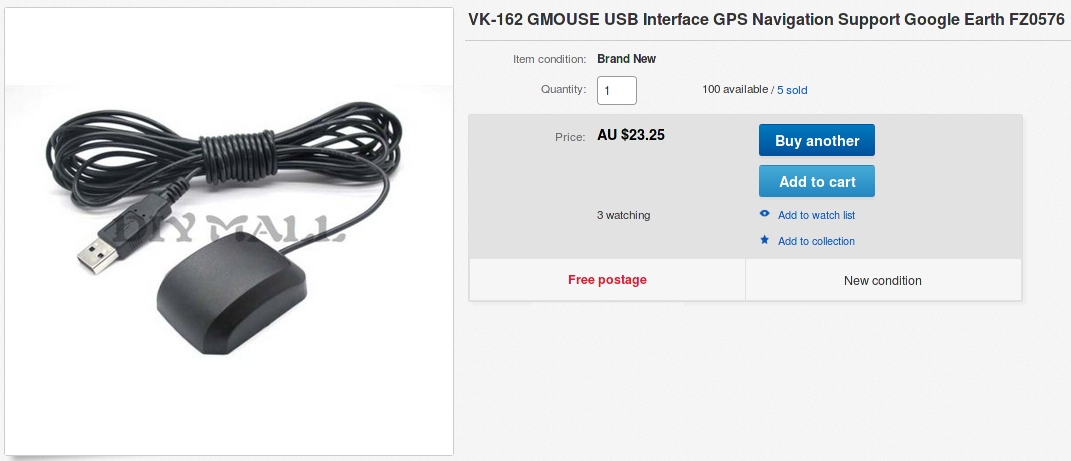 VK-162 GMOUSE USB Interface GPS Navigation Support Google Earth FZ0576
Item condition: Brand New
Quantity: 1 100 available / 5 sold
Price: AU $23.25
Buy another
Add to cart
3 watching
Add to watch list
Add to collection
Free postage
New condition
DIY MALL